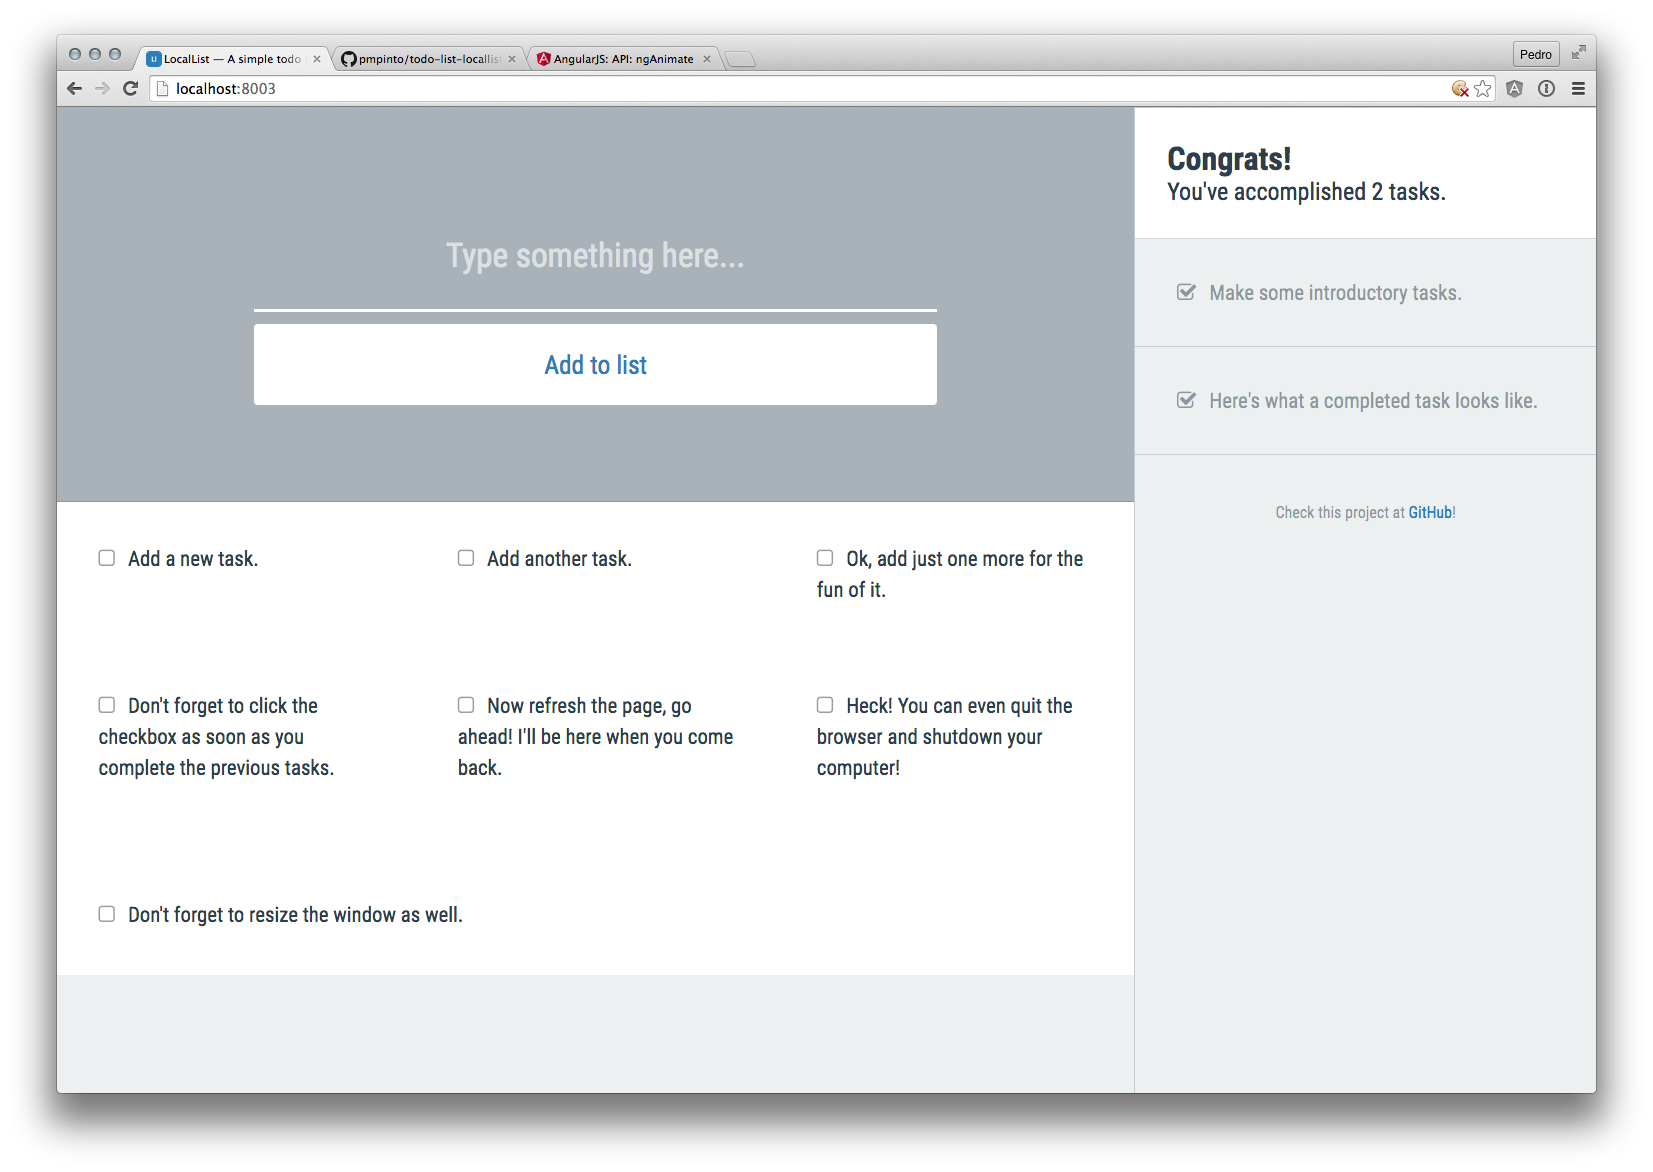 LocalList — A simple todo
pmpinto/todo-list-locallist
AngularJS: API: ngAnimate
Pedro
localhost:8003
Type something here...
Add to list
Congrats!
You've accomplished 2 tasks.
Make some introductory tasks.
Here's what a completed task looks like.
Check this project at GitHub!
Add a new task.
Add another task.
Ok, add just one more for the
fun of it.
Don't forget to click the
checkbox as soon as you
complete the previous tasks.
Now refresh the page, go
ahead! I'll be here when you come
back.
Heck! You can even quit the
browser and shutdown your
computer!
Don't forget to resize the window as well.